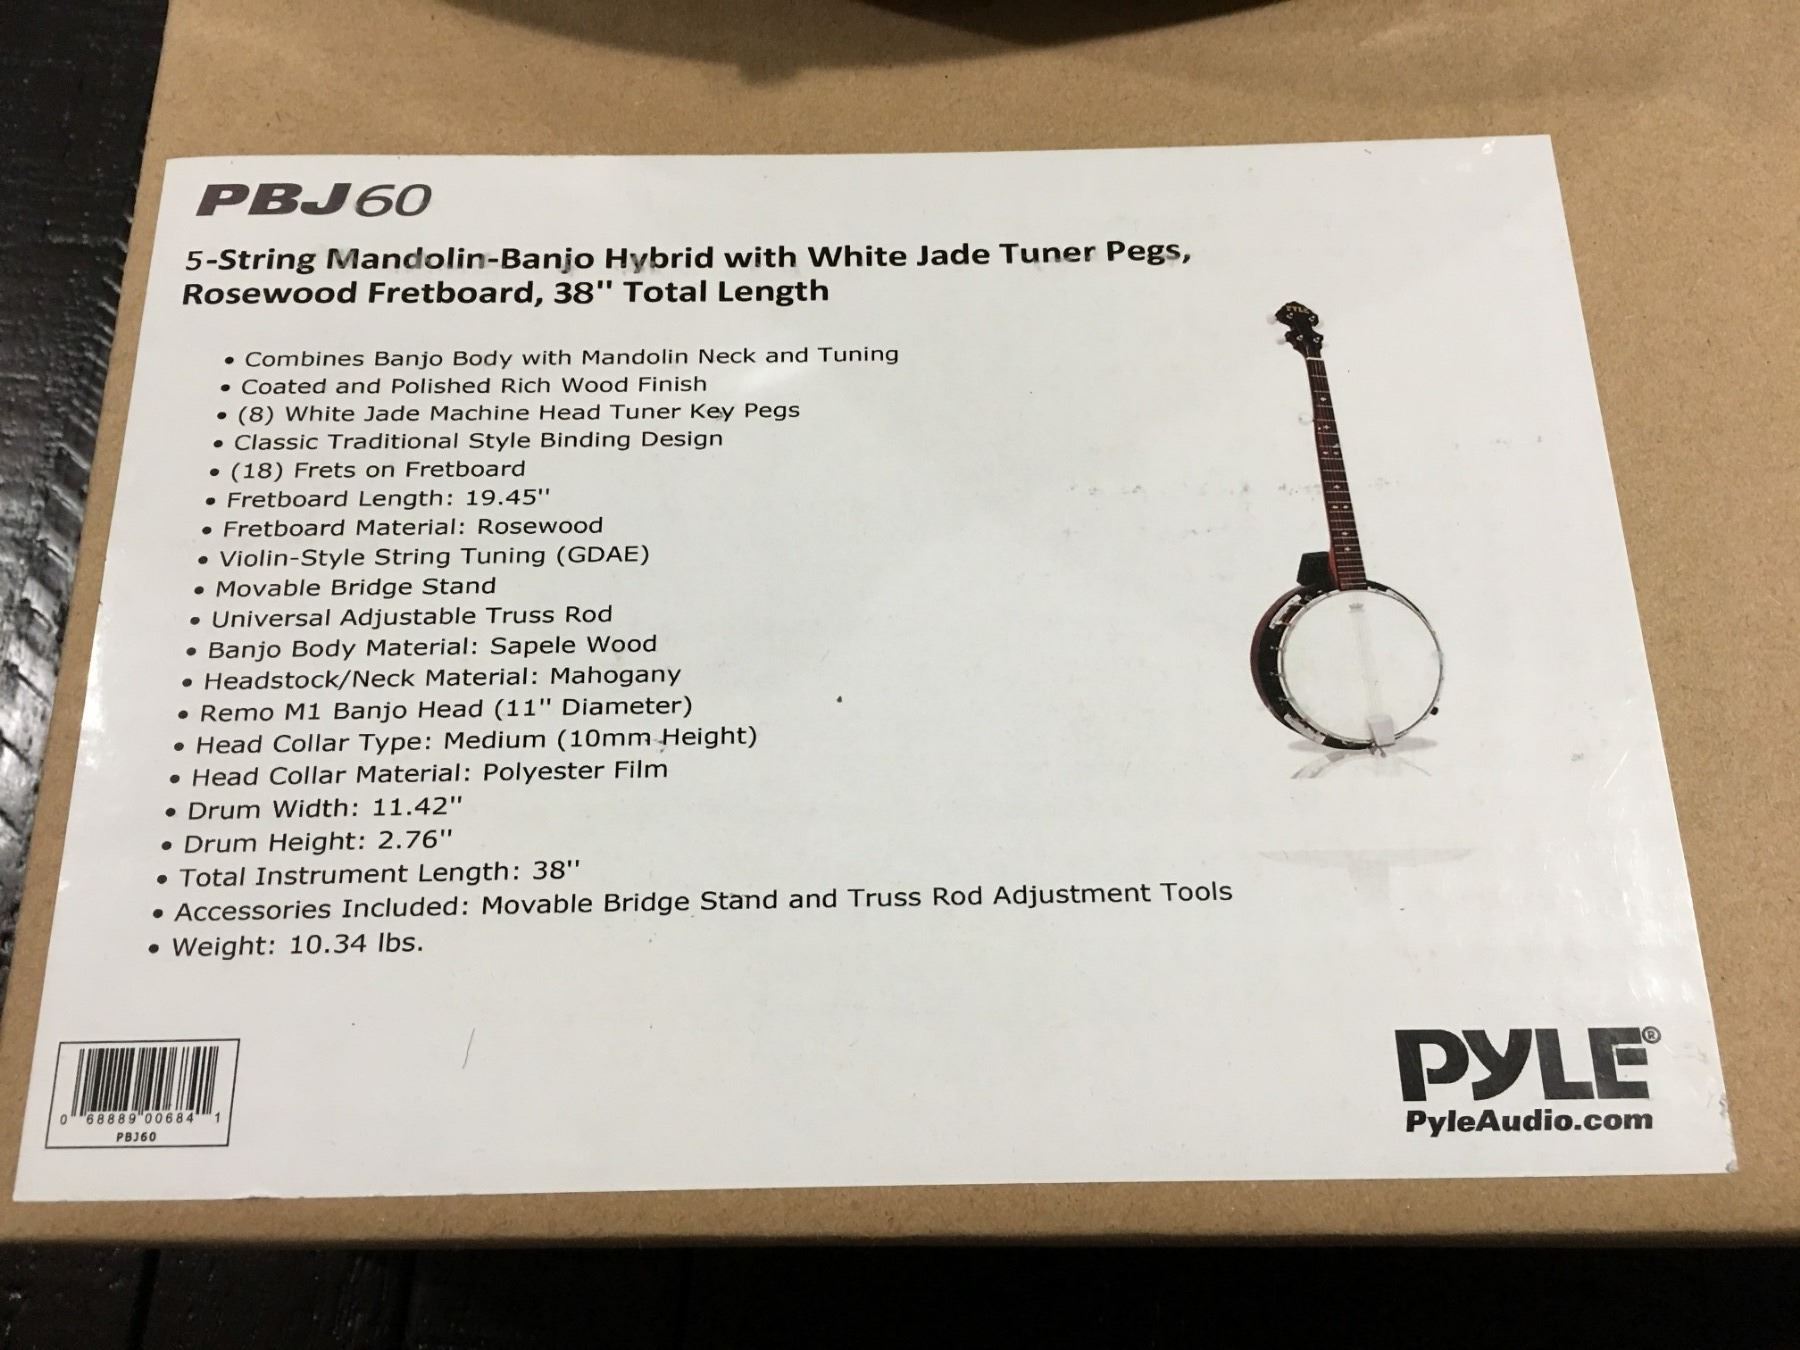 PBJ60
5-String Mandolin-Banjo Hybrid with White Jade Tuner Pegs,
Rosewood Fretboard, 38" Total Length
• Combines Banjo Body with Mandolin Neck and Tuning
• Coated and Polished Rich Wood Finish
• (8) White Jade Machine Head Tuner Key Pegs
• Classic Traditional Style Binding Design
• (18) Frets on Fretboard
• Fretboard Length: 19.45"
• Fretboard Material: Rosewood
• Violin-Style String Tuning (GDAE)
• Movable Bridge Stand
• Universal Adjustable Truss Rod
• Banjo Body Material: Sapele Wood
• Headstock/Neck Material: Mahogany
• Remo M1 Banjo Head (11" Diameter)
• Head Collar Type: Medium (10mm Height)
• Head Collar Material: Polyester Film
• Drum Width: 11.42"
• Drum Height: 2.76"
• Total Instrument Length: 38"
• Accessories Included: Movable Bridge Stand and Truss Rod Adjustment Tools
• Weight: 10.34 lbs.
PYLE
0 68889 00684 1
PBJ60
PYLE®
PyleAudio.com